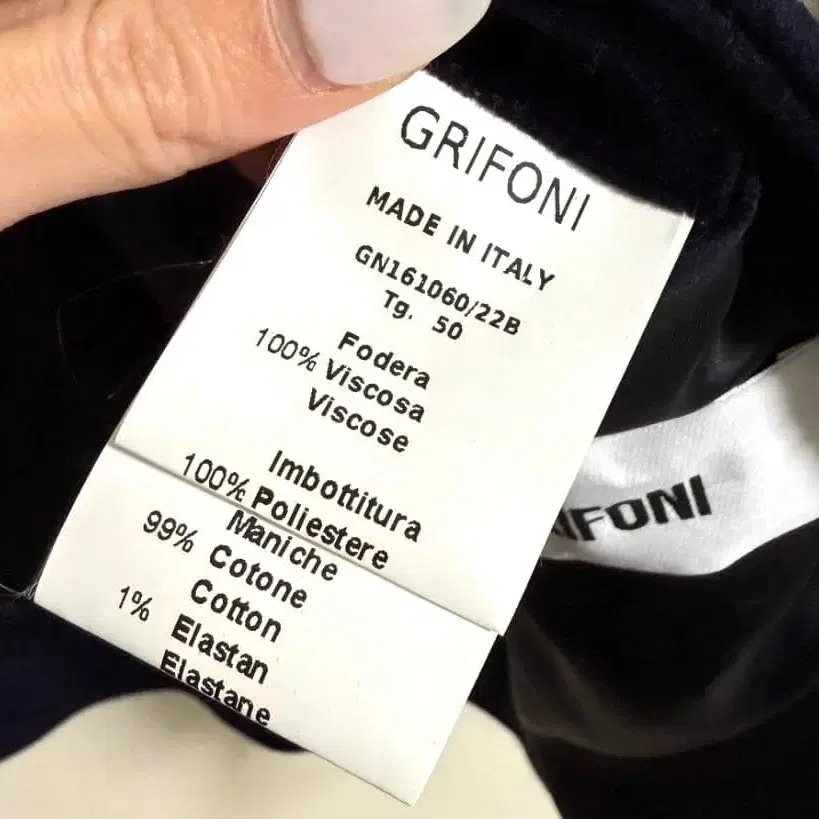 GRIFONI
MADE IN ITALY
GN161060/22B
Tg. 50
Fodera
100% Viscosa
Viscose
Imbottitura
100% Poliestere
Maniche
99% Cotone
Cotton
1% Elastan
Elastane
IFONI